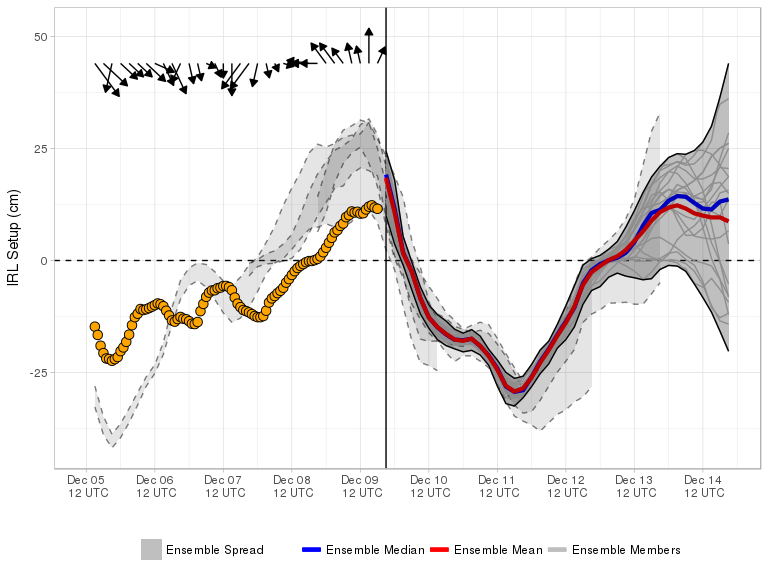 50
25
0
-25
IRL Setup (cm)
Dec 05 Dec 06 Dec 07 Dec 08 Dec 09 Dec 10 Dec 11 Dec 12 Dec 13 Dec 14
12 UTC 12 UTC 12 UTC 12 UTC 12 UTC 12 UTC 12 UTC 12 UTC 12 UTC 12 UTC
Ensemble Spread Ensemble Median Ensemble Mean Ensemble Members